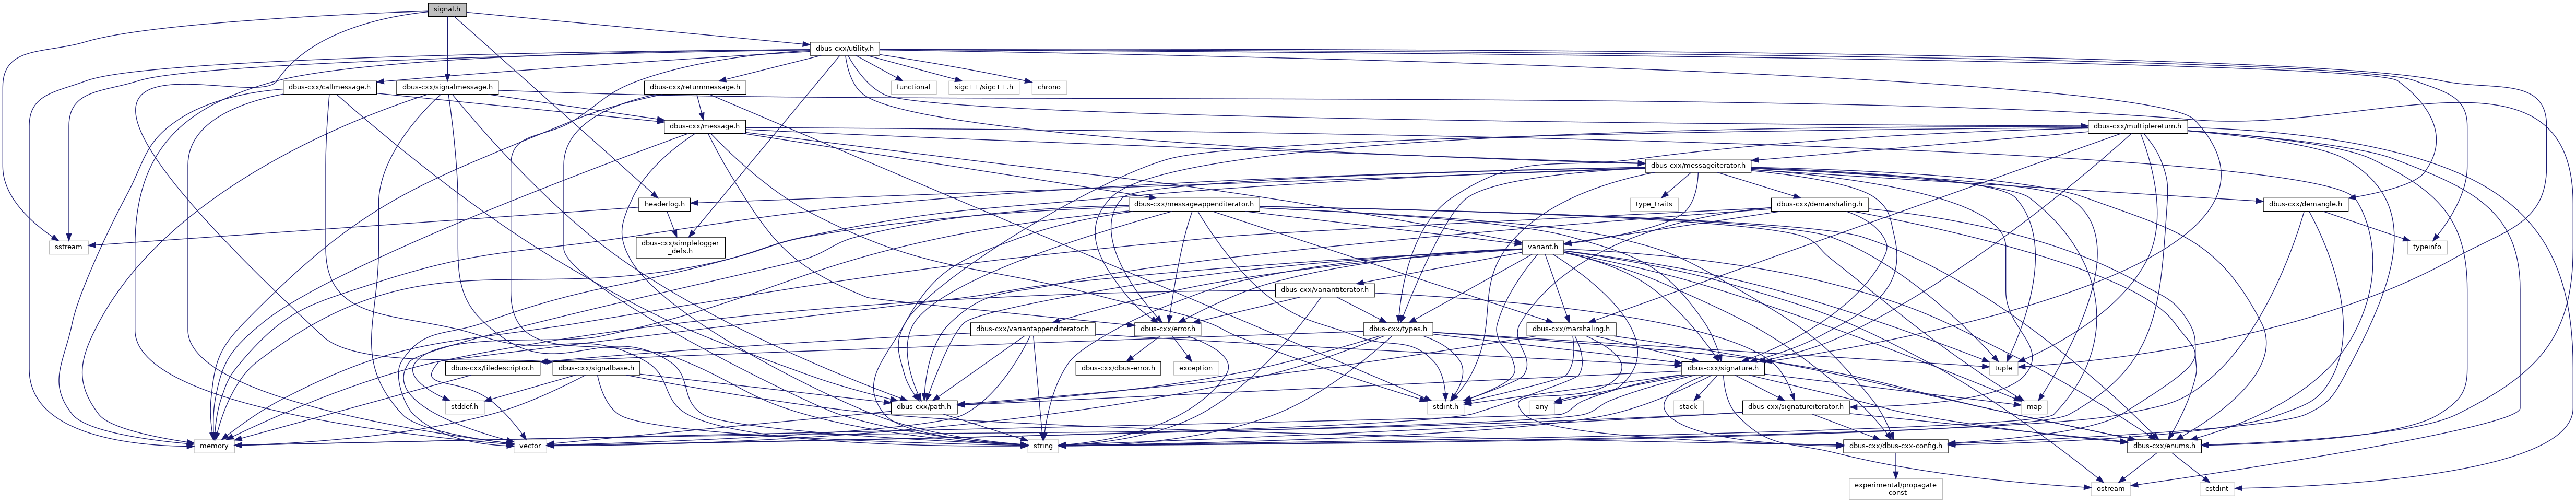 signal.h
dbus-cxx/utility.h
dbus-cxx/callmessage.h
dbus-cxx/signalmessage.h
dbus-cxx/returnmessage.h
functional
sigc++/sigc++.h
chrono
dbus-cxx/message.h
dbus-cxx/multiplereturn.h
dbus-cxx/messageiterator.h
headerlog.h
dbus-cxx/messageappenditerator.h
type_traits
dbus-cxx/demarshaling.h
dbus-cxx/demangle.h
sstream
dbus-cxx/simplelogger
_defs.h
variant.h
typeinfo
dbus-cxx/variantiterator.h
dbus-cxx/variantappenditerator.h
dbus-cxx/error.h
dbus-cxx/types.h
dbus-cxx/marshaling.h
dbus-cxx/filedescriptor.h
dbus-cxx/signalbase.h
dbus-cxx/dbus-error.h
exception
dbus-cxx/signature.h
tuple
stddef.h
dbus-cxx/path.h
stdint.h
any
stack
dbus-cxx/signatureiterator.h
map
memory
vector
string
dbus-cxx/dbus-cxx-config.h
dbus-cxx/enums.h
experimental/propagate
_const
ostream
cstdint